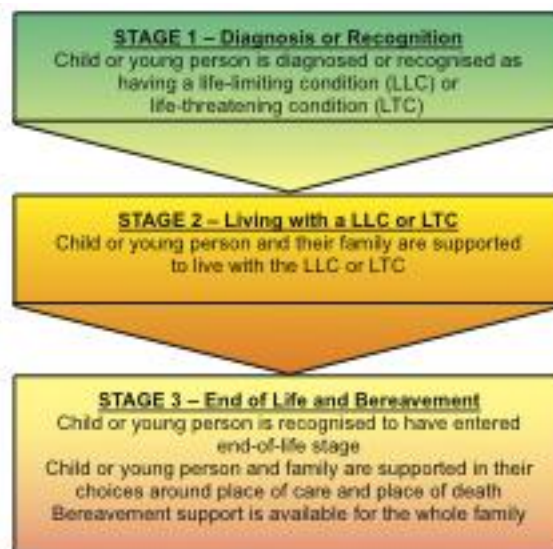 STAGE 1 – Diagnosis or Recognition
Child or young person is diagnosed or recognised as
having a life-limiting condition (LLC) or
life-threatening condition (LTC)
STAGE 2 – Living with a LLC or LTC
Child or young person and their family are supported
to live with the LLC or LTC
STAGE 3 – End of Life and Bereavement
Child or young person is recognised to have entered
end-of-life stage
Child or young person and family are supported in their
choices around place of care and place of death
Bereavement support is available for the whole family